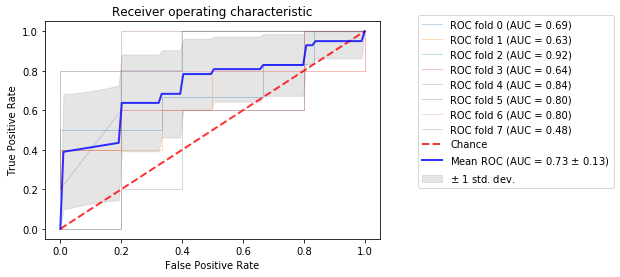 Receiver operating characteristic
True Positive Rate
1.0
0.8
0.6
0.4
0.2
0.0
0.0 0.2 0.4 0.6 0.8 1.0
False Positive Rate
ROC fold 0 (AUC = 0.69)
ROC fold 1 (AUC = 0.63)
ROC fold 2 (AUC = 0.92)
ROC fold 3 (AUC = 0.64)
ROC fold 4 (AUC = 0.84)
ROC fold 5 (AUC = 0.80)
ROC fold 6 (AUC = 0.80)
ROC fold 7 (AUC = 0.48)
Chance
Mean ROC (AUC = 0.73 ± 0.13)
± 1 std. dev.